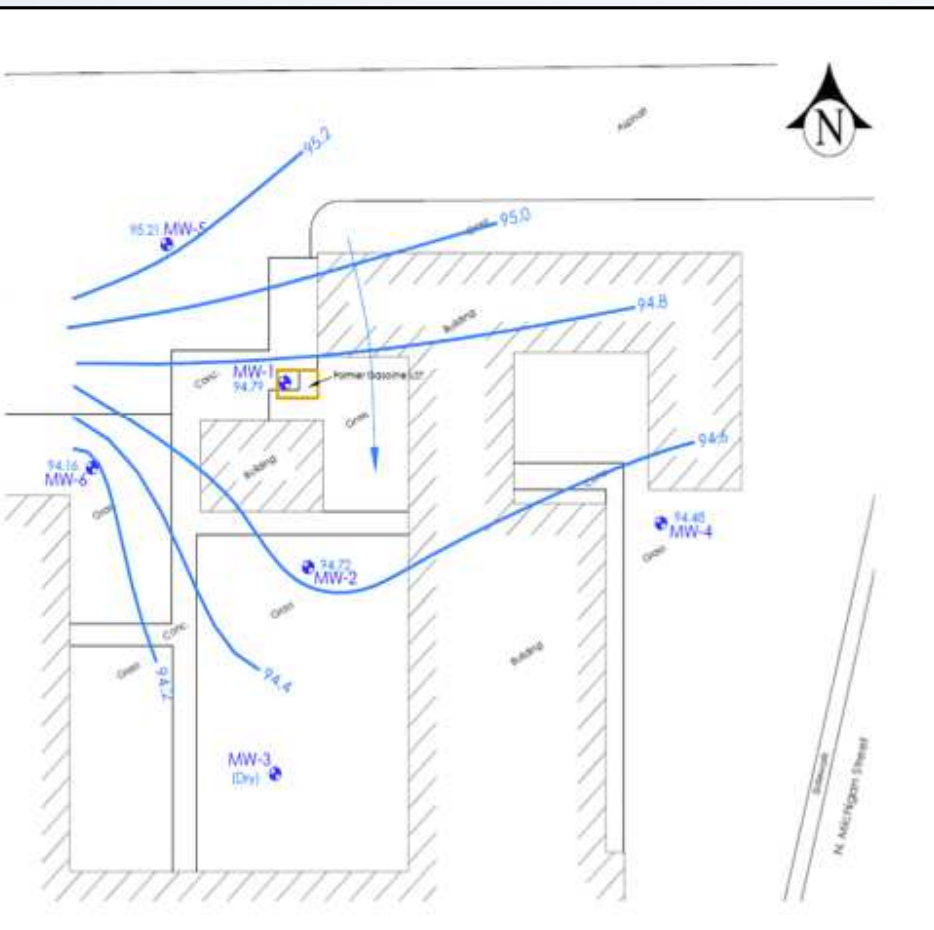 Asphalt
N
95.2
95.21 MW-5
Grass
95.0
94.8
Building
MW-1
94.79
Conc.
Former Gasoline UST
Grass
94.6
94.16
MW-6
Building
Grass
94.48
MW-4
Grass
94.72
MW-2
Grass
Conc.
Building
Grass
94.2
94.4
MW-3
(Dry)
Sidewalk
N. Michigan Street